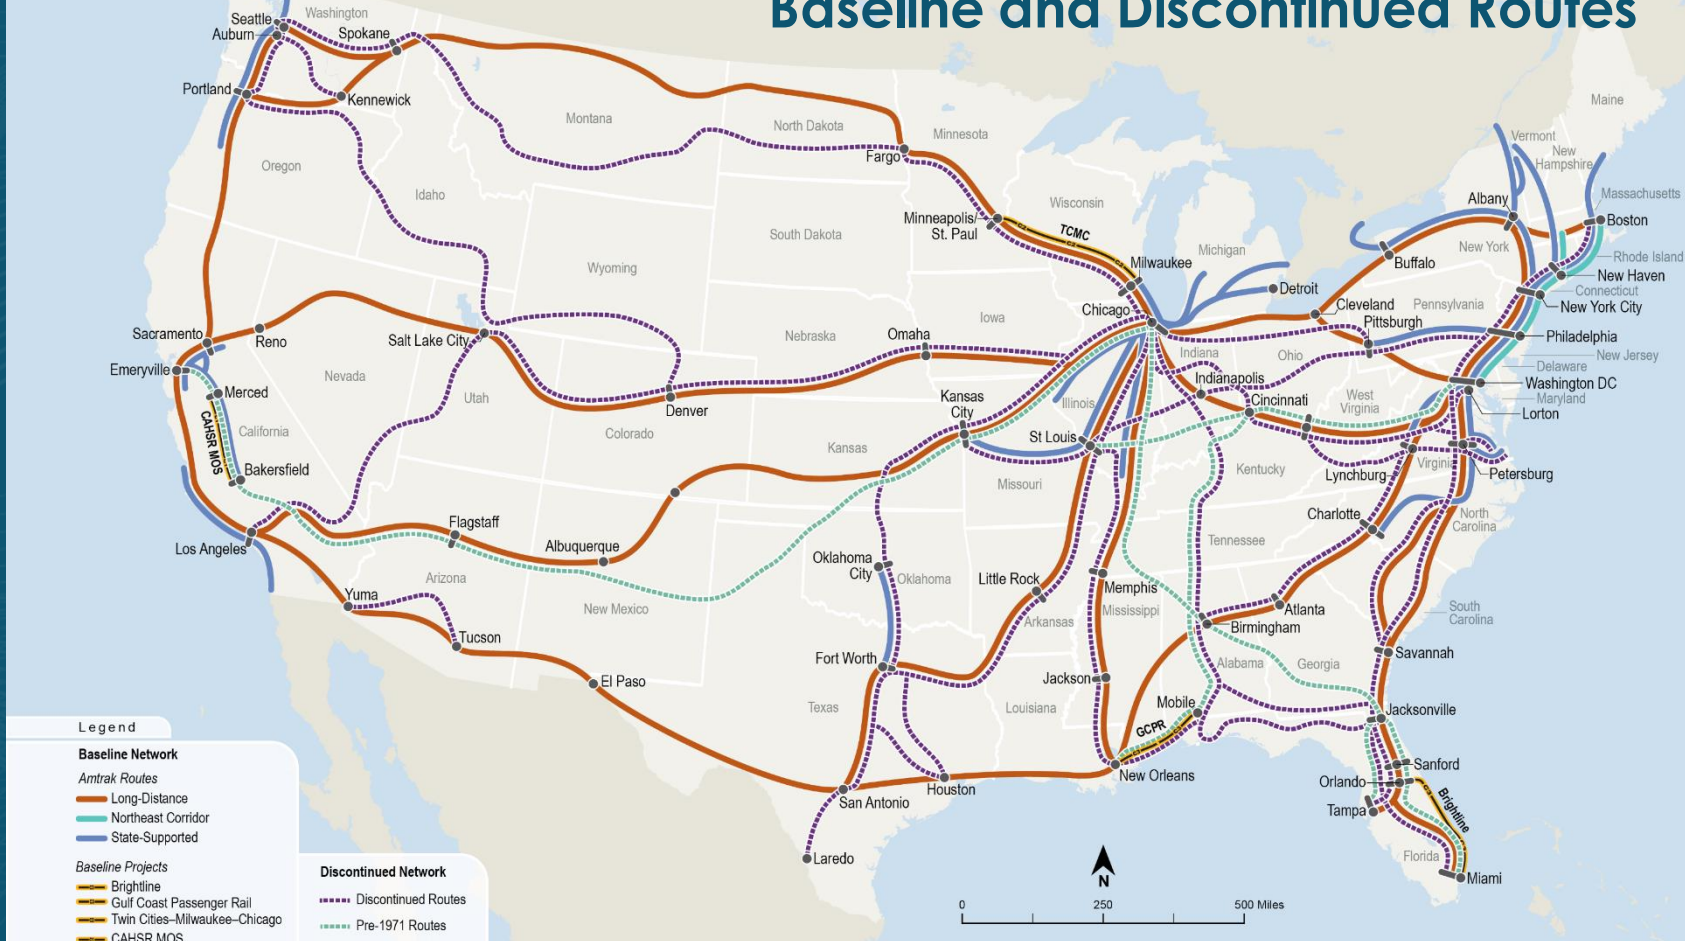 Baseline and Discontinued Routes
Seattle
Washington
Auburn
Spokane
Portland
Kennewick
Montana
North Dakota
Minnesota
Maine
Vermont
New
Hampshire
Oregon
Idaho
Fargo
Wisconsin
Massachusetts
Albany
Boston
Minneapolis/
St. Paul
TCMC
South Dakota
Michigan
New York
Rhode Island
Wyoming
Milwaukee
Buffalo
New Haven
Connecticut
Detroit
Chicago
Cleveland
Pennsylvania
New York City
Iowa
Pittsburgh
Sacramento
Reno
Salt Lake City
Nebraska
Omaha
Philadelphia
Indiana
Ohio
New Jersey
Emeryville
Nevada
Delaware
Indianapolis
Washington DC
Merced
Utah
Denver
Kansas
City
Illinois
Cincinnati
West
Virginia
Maryland
Lorton
CAHSR MOS
California
Colorado
Kansas
St Louis
Bakersfield
Missouri
Kentucky
Lynchburg
Virginia
Petersburg
Flagstaff
Charlotte
North
Carolina
Los Angeles
Albuquerque
Tennessee
Oklahoma
City
Oklahoma
Little Rock
Arizona
Memphis
Yuma
New Mexico
Mississippi
Atlanta
South
Carolina
Arkansas
Birmingham
Tucson
Fort Worth
Alabama
Georgia
Savannah
El Paso
Jackson
Texas
Louisiana
Mobile
Jacksonville
GCPR
Sanford
New Orleans
Orlando
Houston
San Antonio
Tampa
Brightline
Laredo
Florida
Miami
N
0
250
500 Miles
Legend
Baseline Network
Amtrak Routes
Long-Distance
Northeast Corridor
State-Supported
Baseline Projects
Brightline
Gulf Coast Passenger Rail
Twin Cities–Milwaukee–Chicago
CAHSR MOS
Discontinued Network
Discontinued Routes
Pre-1971 Routes